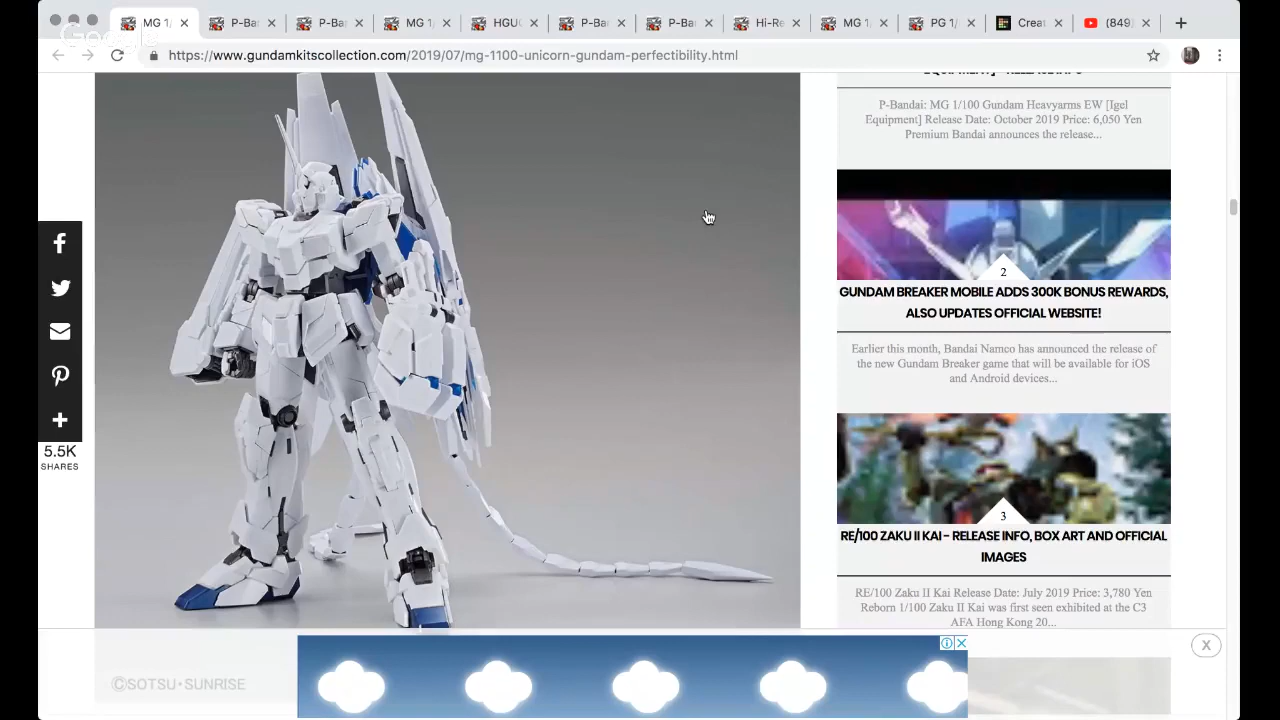 MG 1/
P-Ba
P-Ba
MG 1
HGU
P-Ba
P-Ba
Hi-Re
MG 1/
PG 1/
Creat
(849)
Google
https://www.gundamkitscollection.com/2019/07/mg-1100-unicorn-gundam-perfectibility.html
P-Bandai: MG 1/100 Gundam Heavyarms EW [Igel
Equipment] Release Date: October 2019 Price: 6,050 Yen
Premium Bandai announces the release...
2
GUNDAM BREAKER MOBILE ADDS 300K BONUS REWARDS,
ALSO UPDATES OFFICIAL WEBSITE!
Earlier this month, Bandai Namco has announced the release of
the new Gundam Breaker game that will be available for iOS
and Android devices...
5.5K
SHARES
3
RE/100 ZAKU II KAI - RELEASE INFO, BOX ART AND OFFICIAL
IMAGES
RE/100 Zaku II Kai Release Date: July 2019 Price: 3,780 Yen
Reborn 1/100 Zaku II Kai was first seen exhibited at the C3
AFA Hong Kong 20...
X
©SOTSU・SUNRISE